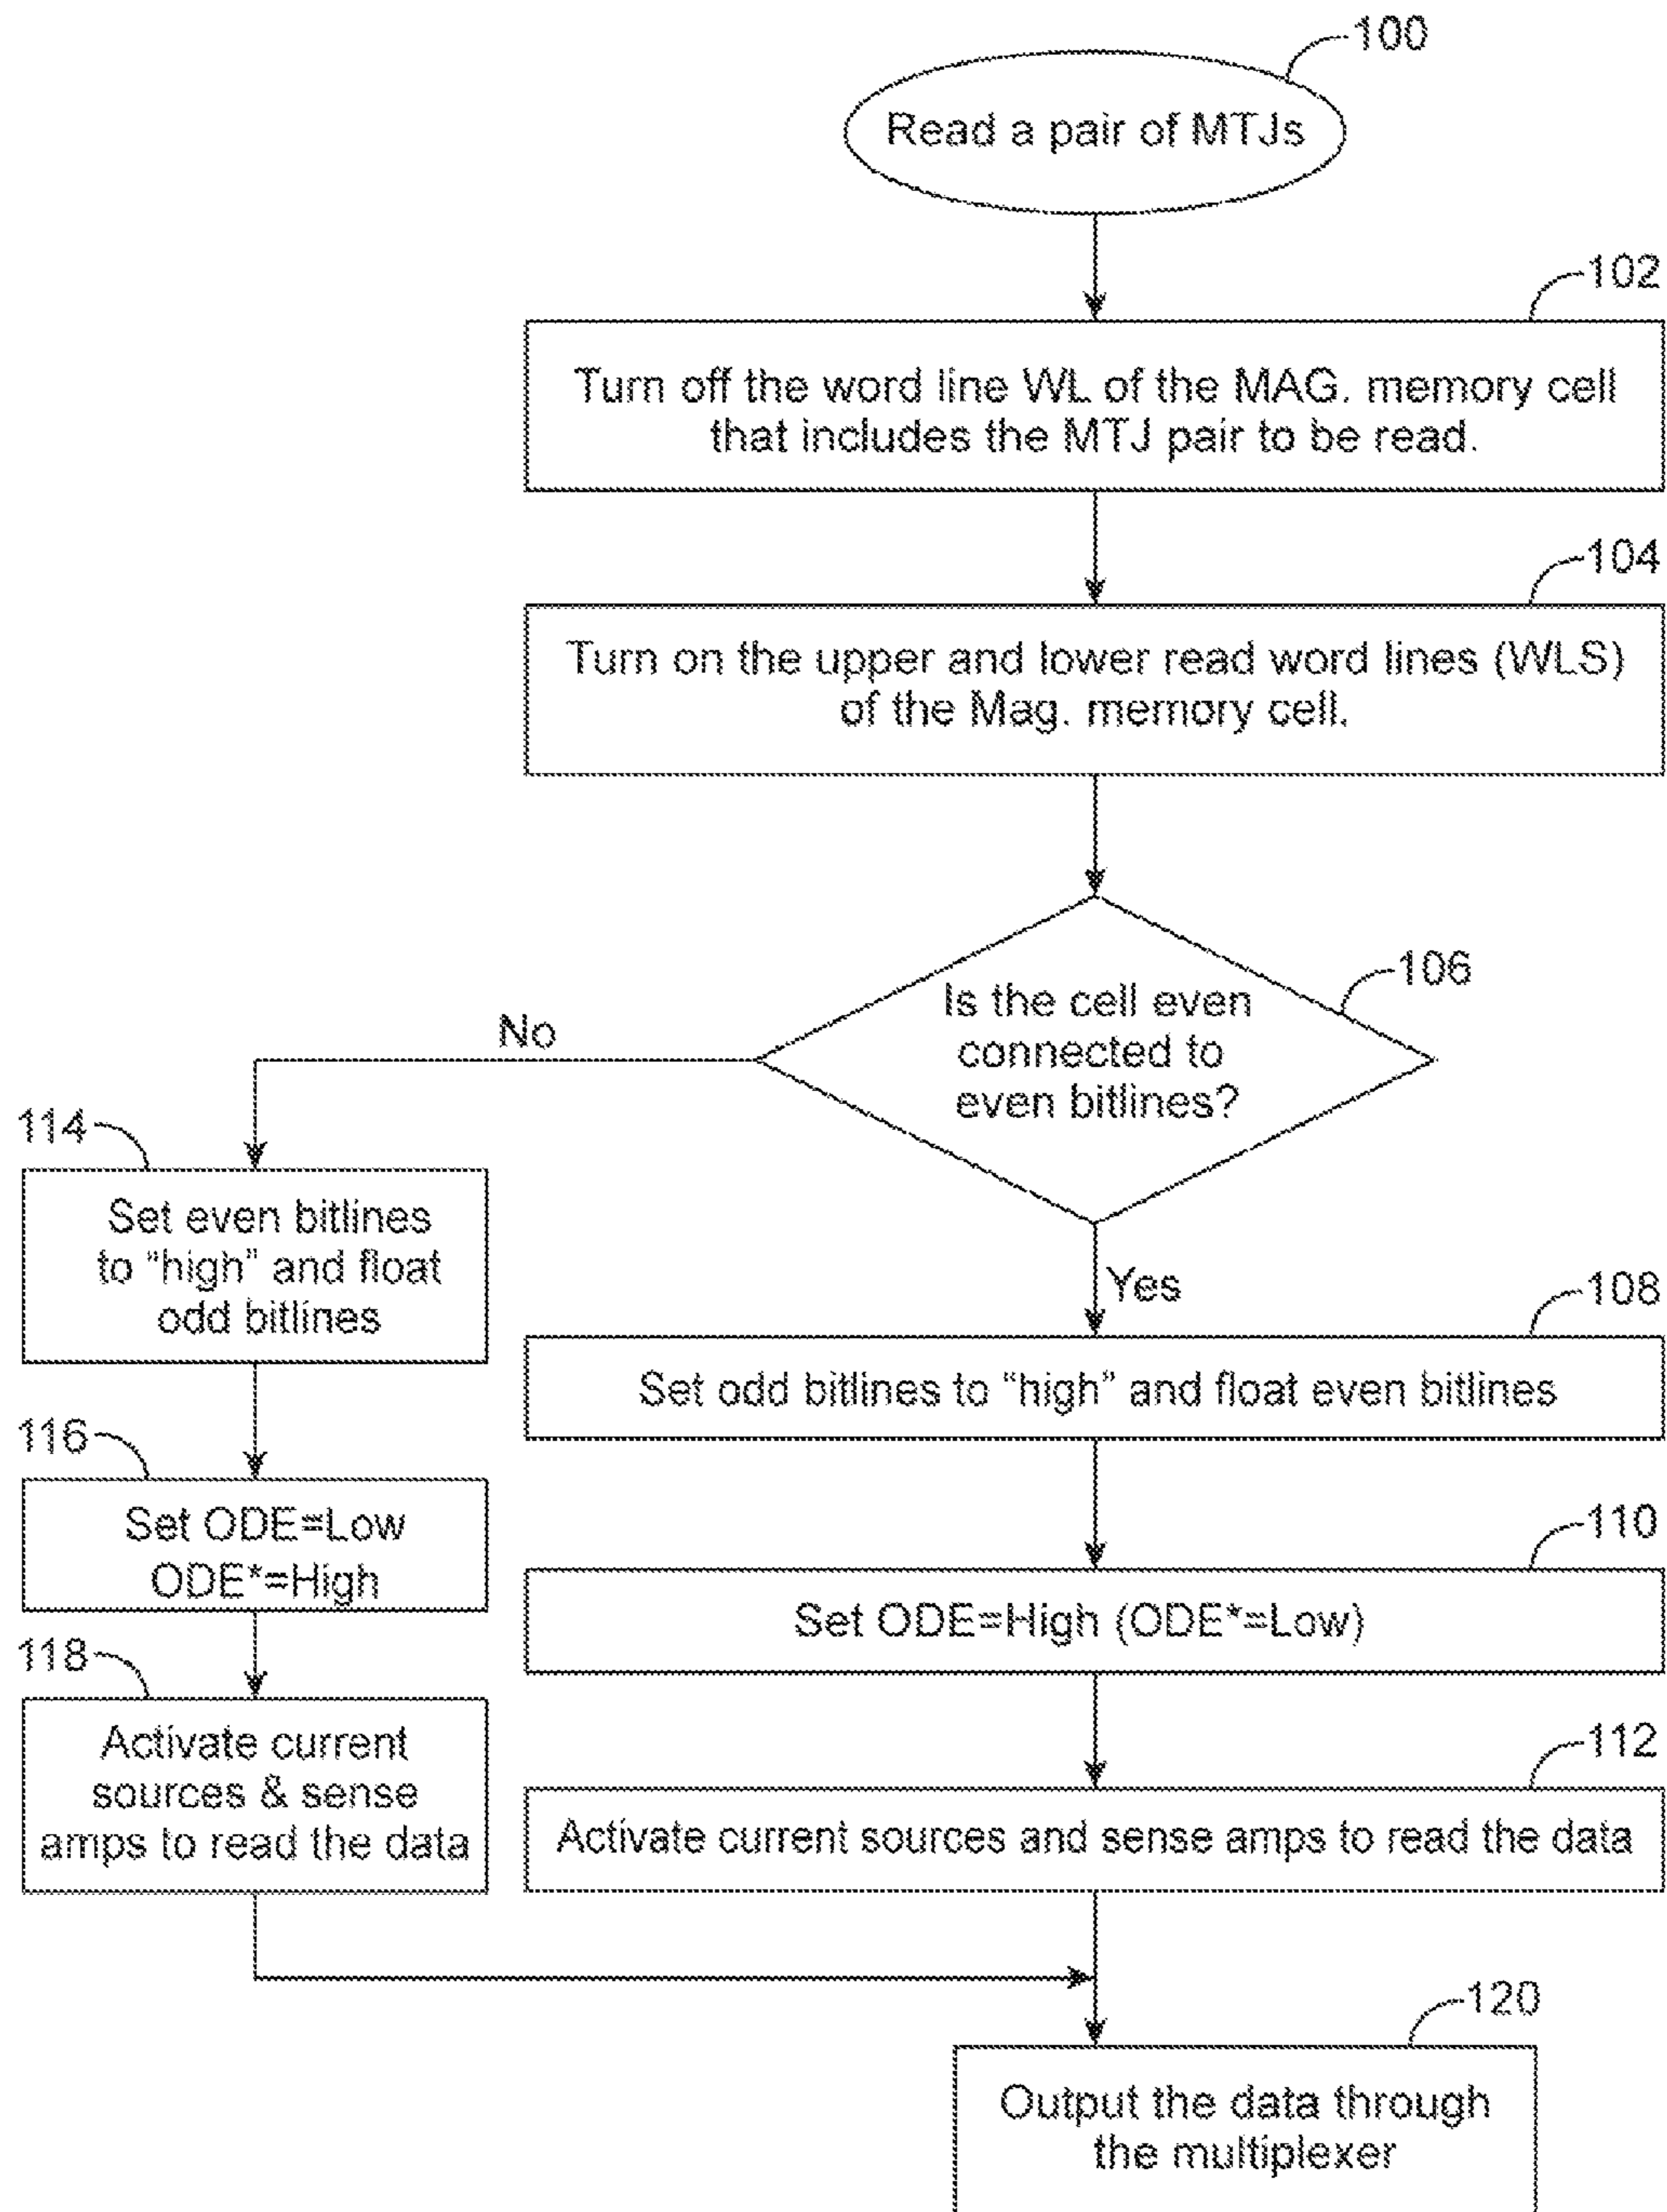 100
Read a pair of MTJs
102
Turn off the word line WL of the MAG. memory cell
that includes the MTJ pair to be read.
104
Turn on the upper and lower read word lines (WLS)
of the Mag. memory cell.
106
Is the cell even
connected to
even bitlines?
No
Yes
114
Set even bitlines
to “high” and float
odd bitlines
108
Set odd bitlines to “high” and float even bitlines
116
Set ODE=Low
ODE*=High
110
Set ODE=High (ODE*=Low)
118
Activate current
sources & sense
amps to read the data
112
Activate current sources and sense amps to read the data
120
Output the data through
the multiplexer